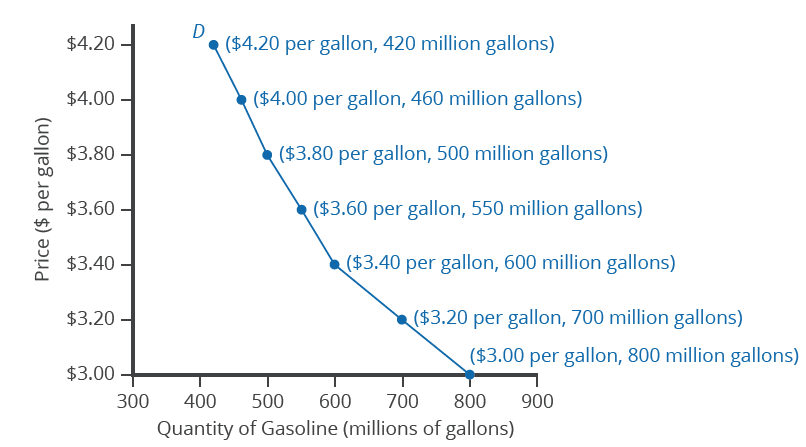 D
$4.20 ($4.20 per gallon, 420 million gallons)
$4.00 ($4.00 per gallon, 460 million gallons)
$3.80 ($3.80 per gallon, 500 million gallons)
$3.60 ($3.60 per gallon, 550 million gallons)
$3.40 ($3.40 per gallon, 600 million gallons)
$3.20 ($3.20 per gallon, 700 million gallons)
($3.00 per gallon, 800 million gallons)
$3.00
Price ($ per gallon)
300 400 500 600 700 800 900
Quantity of Gasoline (millions of gallons)